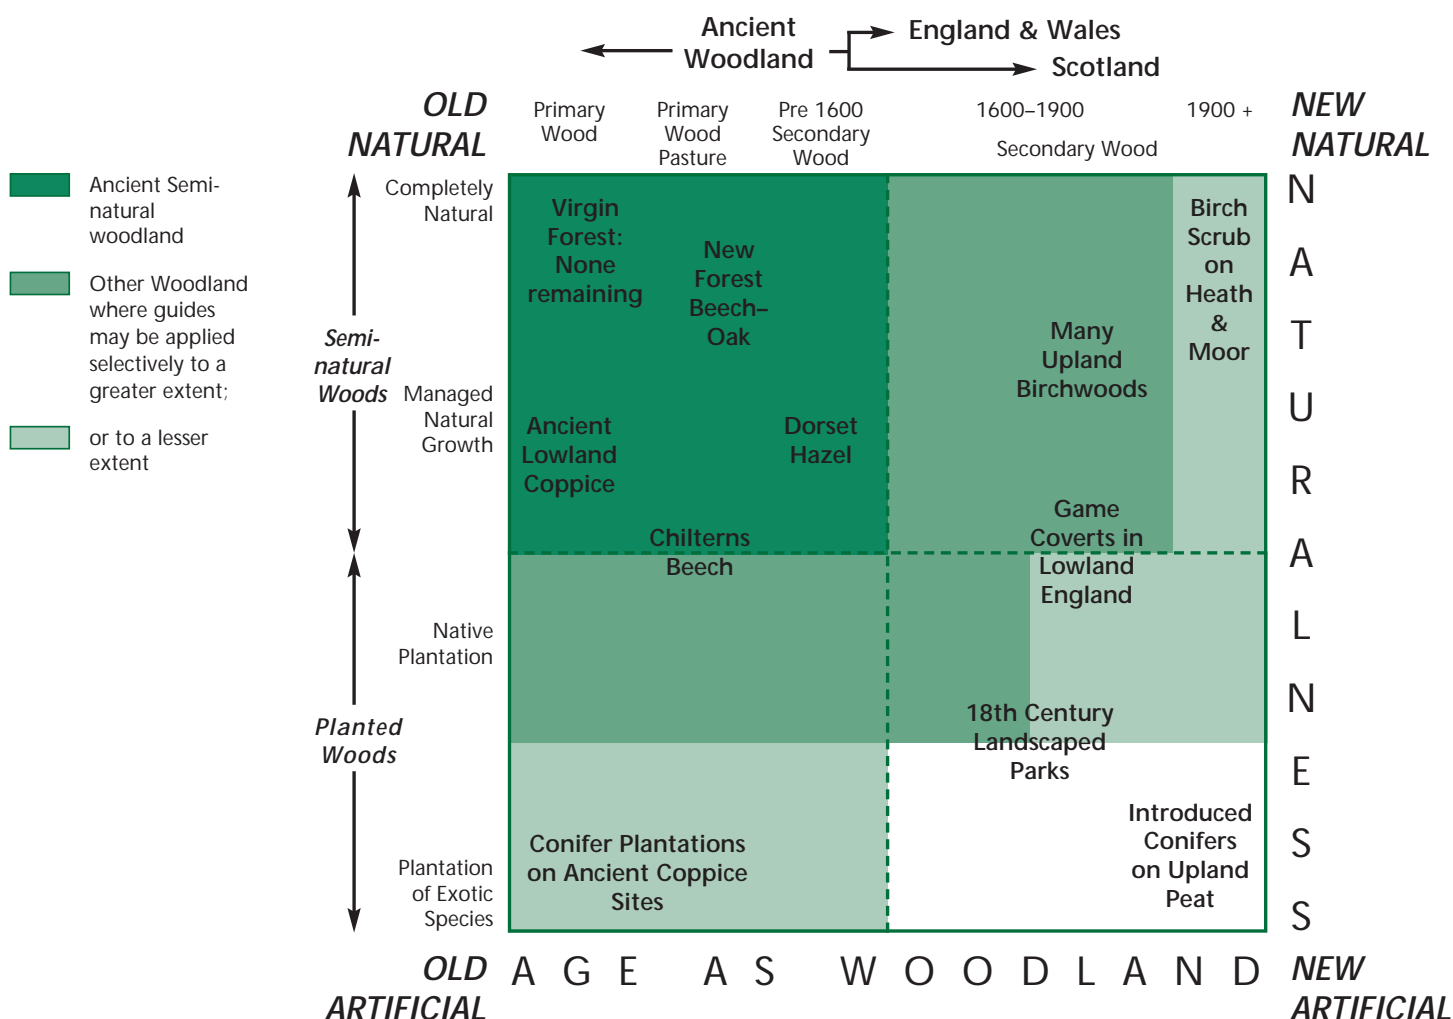 Ancient
Woodland
England & Wales
Scotland
OLD
NATURAL
Primary
Wood
Primary
Wood
Pasture
Pre 1600
Secondary
Wood
1600–1900
1900 +
Secondary Wood
NEW
NATURAL
Ancient Semi-
natural
woodland
Other Woodland
where guides
may be applied
selectively to a
greater extent;
or to a lesser
extent
Semi-
natural
Woods
Planted
Woods
Completely
Natural
Managed
Natural
Growth
Native
Plantation
Plantation
of Exotic
Species
Virgin
Forest:
None
remaining
New
Forest
Beech–
Oak
Birch
Scrub
on
Heath
&
Moor
Many
Upland
Birchwoods
Ancient
Lowland
Coppice
Dorset
Hazel
Chilterns
Beech
Game
Coverts in
Lowland
England
18th Century
Landscaped
Parks
Conifer Plantations
on Ancient Coppice
Sites
Introduced
Conifers
on Upland
Peat
NATURALNESS
OLD
ARTIFICIAL
AGE AS WOODLAND
NEW
ARTIFICIAL